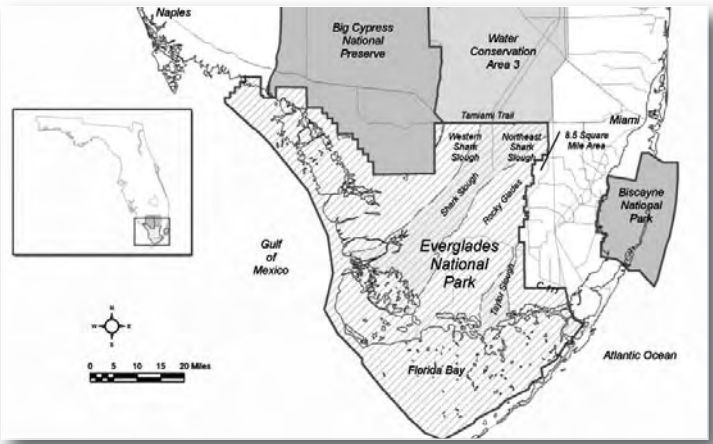 Naples
Big Cypress
National
Preserve
Water
Conservation
Area 3
Tamiami Trail
Miami
Western
Shark
Slough
Northeast Shark
Slough
8.5 Square
Mile Area
Shark Slough
Rocky Glades
Biscayne
National
Park
Gulf
of
Mexico
Everglades
National
Park
Taylor Slough
C-111
N
W
E
S
0 5 10 15 20 Miles
Florida Bay
Atlantic Ocean